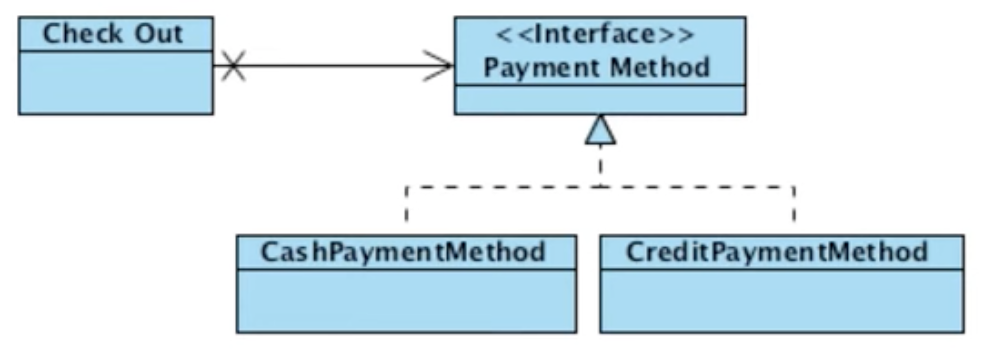 Check Out
<<Interface>>
Payment Method
CashPaymentMethod
CreditPaymentMethod